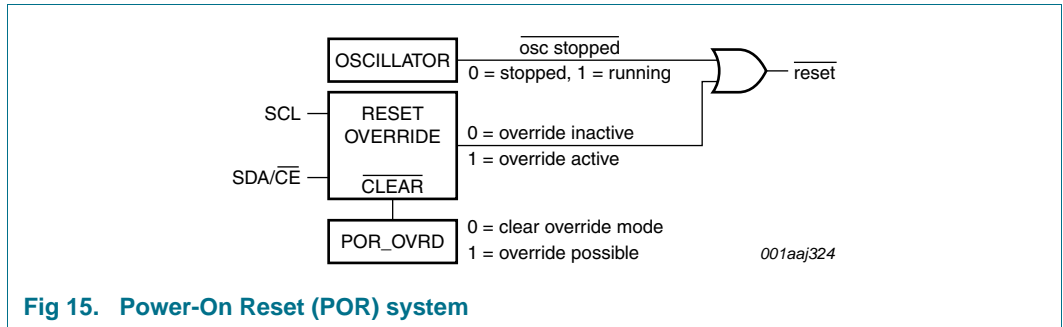 OSCILLATOR
osc stopped
0 = stopped, 1 = running
reset
SCL
RESET
OVERRIDE
0 = override inactive
1 = override active
SDA/CE
CLEAR
POR_OVRD
0 = clear override mode
1 = override possible
001aaj324
Fig 15. Power-On Reset (POR) system